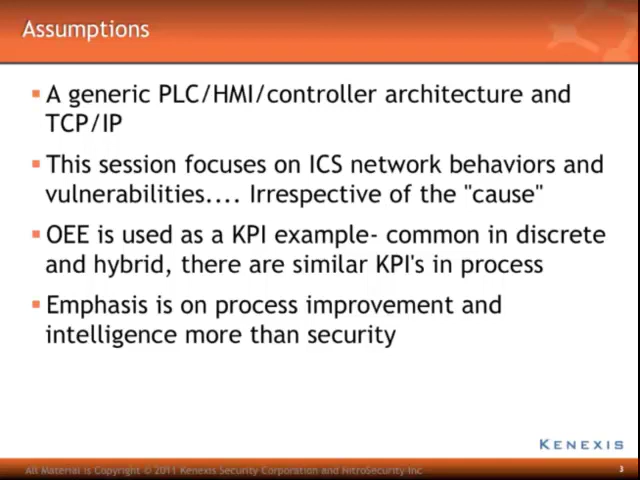 Assumptions
A generic PLC/HMI/controller architecture and
TCP/IP
This session focuses on ICS network behaviors and
vulnerabilities.... Irrespective of the "cause"
OEE is used as a KPI example- common in discrete
and hybrid, there are similar KPI's in process
Emphasis is on process improvement and
intelligence more than security
KENEXIS
All Material is Copyright © 2011 Kenexis Security Corporation and NitroSecurity Inc
3